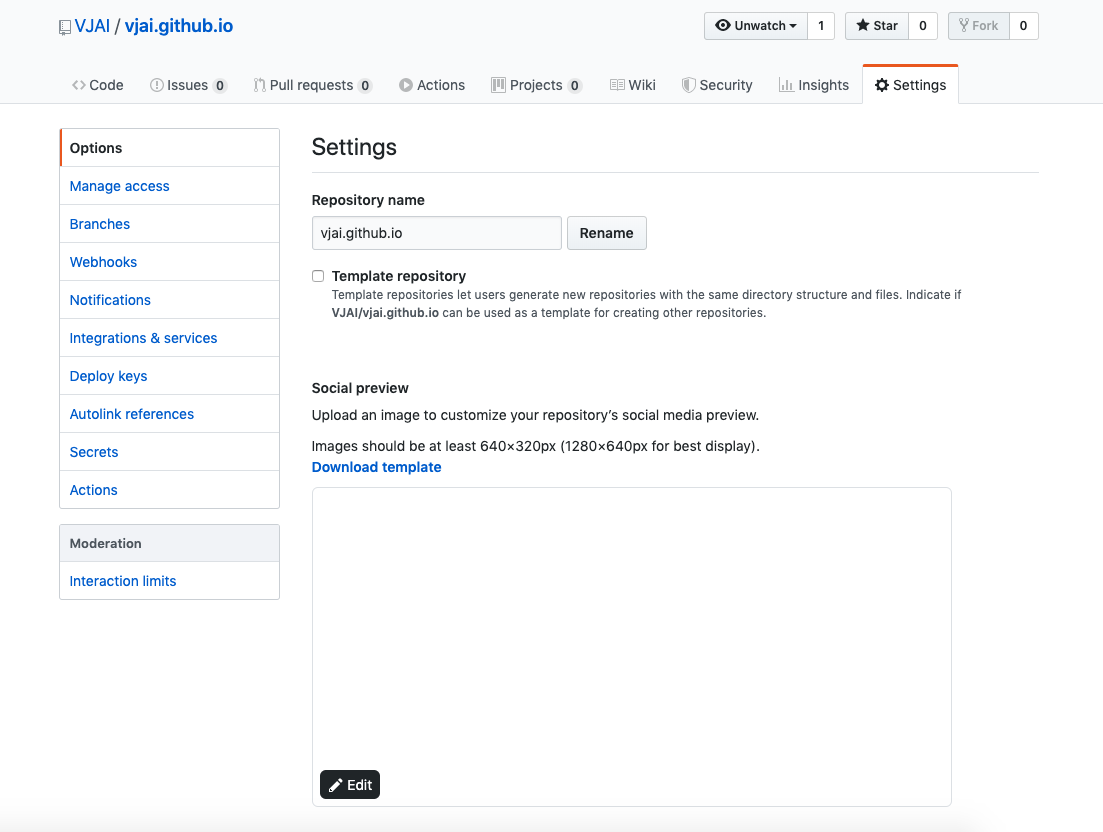 VJAI / vjai.github.io
Unwatch 1 Star 0 Fork 0
Code Issues 0 Pull requests 0 Actions Projects 0 Wiki Security Insights Settings
Options
Manage access
Branches
Webhooks
Notifications
Integrations & services
Deploy keys
Autolink references
Secrets
Actions
Moderation
Interaction limits
Settings
Repository name
vjai.github.io Rename
Template repository
Template repositories let users generate new repositories with the same directory structure and files. Indicate if
VJAI/vjai.github.io can be used as a template for creating other repositories.
Social preview
Upload an image to customize your repository’s social media preview.
Images should be at least 640×320px (1280×640px for best display).
Download template
Edit